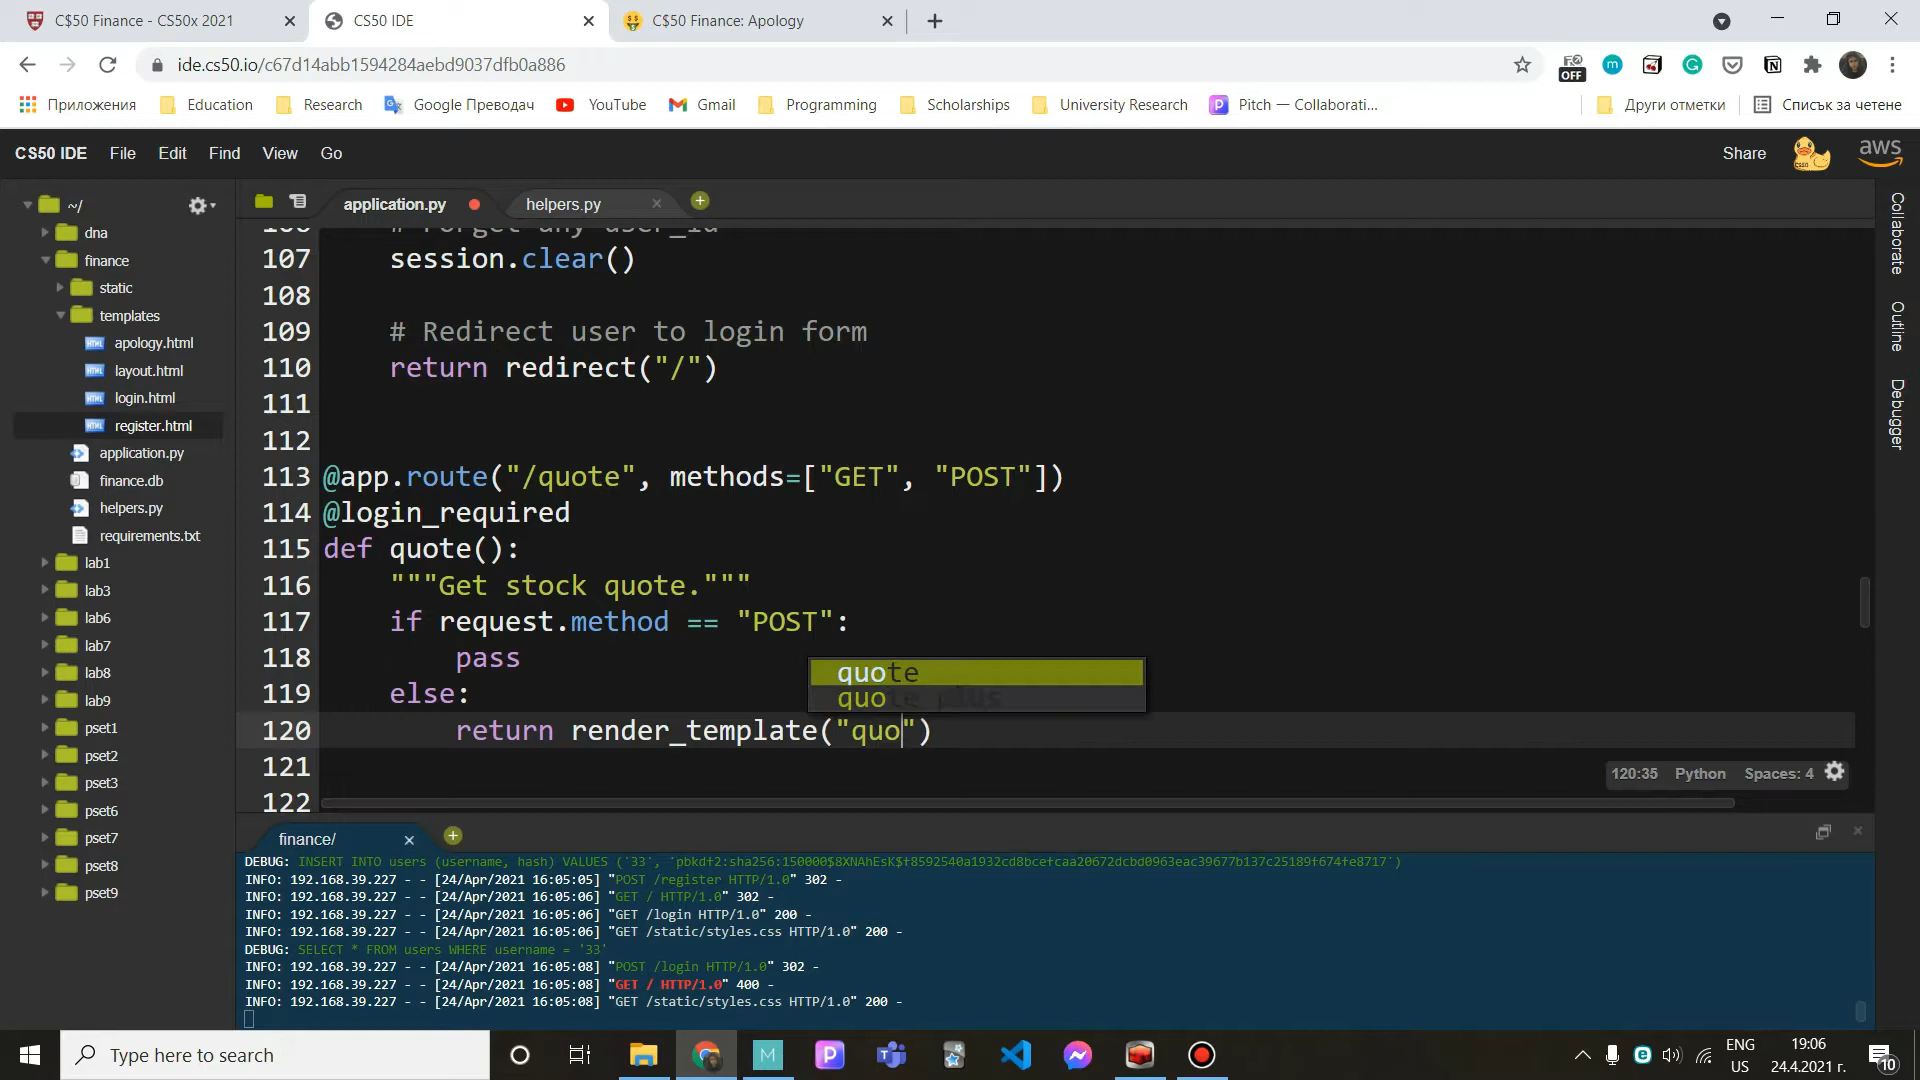 C$50 Finance - CS50x 2021
CS50 IDE
C$50 Finance: Apology
ide.cs50.io/c67d14abb1594284aebd9037dfb0a886
OFF
Приложения
Education
Research
Google Преводач
YouTube
Gmail
Programming
Scholarships
University Research
Pitch — Collaborati...
Други отметки
Списък за четене
CS50 IDE File Edit Find View Go
Share
aws
~/
dna
finance
static
templates
apology.html
layout.html
login.html
register.html
application.py
finance.db
helpers.py
requirements.txt
lab1
lab3
lab6
lab7
lab8
lab9
pset1
pset2
pset3
pset6
pset7
pset8
pset9
application.py
helpers.py
106 # Forget any user_id
107 session.clear()
108
109 # Redirect user to login form
110 return redirect("/")
111
112
113 @app.route("/quote", methods=["GET", "POST"])
114 @login_required
115 def quote():
116 """Get stock quote."""
117 if request.method == "POST":
118 pass
119 else:
120 return render_template("quo")
121
122
quote
quote_plus
120:35 Python Spaces: 4
Collaborate
Outline
Debugger
finance/
DEBUG: INSERT INTO users (username, hash) VALUES ('33', 'pbkdf2:sha256:150000$8XNAhEsK$f8592540a1932cd8bcefcaa20672dcbd0963eac39677b137c25189f674fe8717')
INFO: 192.168.39.227 - - [24/Apr/2021 16:05:05] "POST /register HTTP/1.0" 302 -
INFO: 192.168.39.227 - - [24/Apr/2021 16:05:06] "GET / HTTP/1.0" 302 -
INFO: 192.168.39.227 - - [24/Apr/2021 16:05:06] "GET /login HTTP/1.0" 200 -
INFO: 192.168.39.227 - - [24/Apr/2021 16:05:06] "GET /static/styles.css HTTP/1.0" 200 -
DEBUG: SELECT * FROM users WHERE username = '33'
INFO: 192.168.39.227 - - [24/Apr/2021 16:05:08] "POST /login HTTP/1.0" 302 -
INFO: 192.168.39.227 - - [24/Apr/2021 16:05:08] "GET / HTTP/1.0" 400 -
INFO: 192.168.39.227 - - [24/Apr/2021 16:05:08] "GET /static/styles.css HTTP/1.0" 200 -
Type here to search
ENG
US
19:06
24.4.2021 г.
10